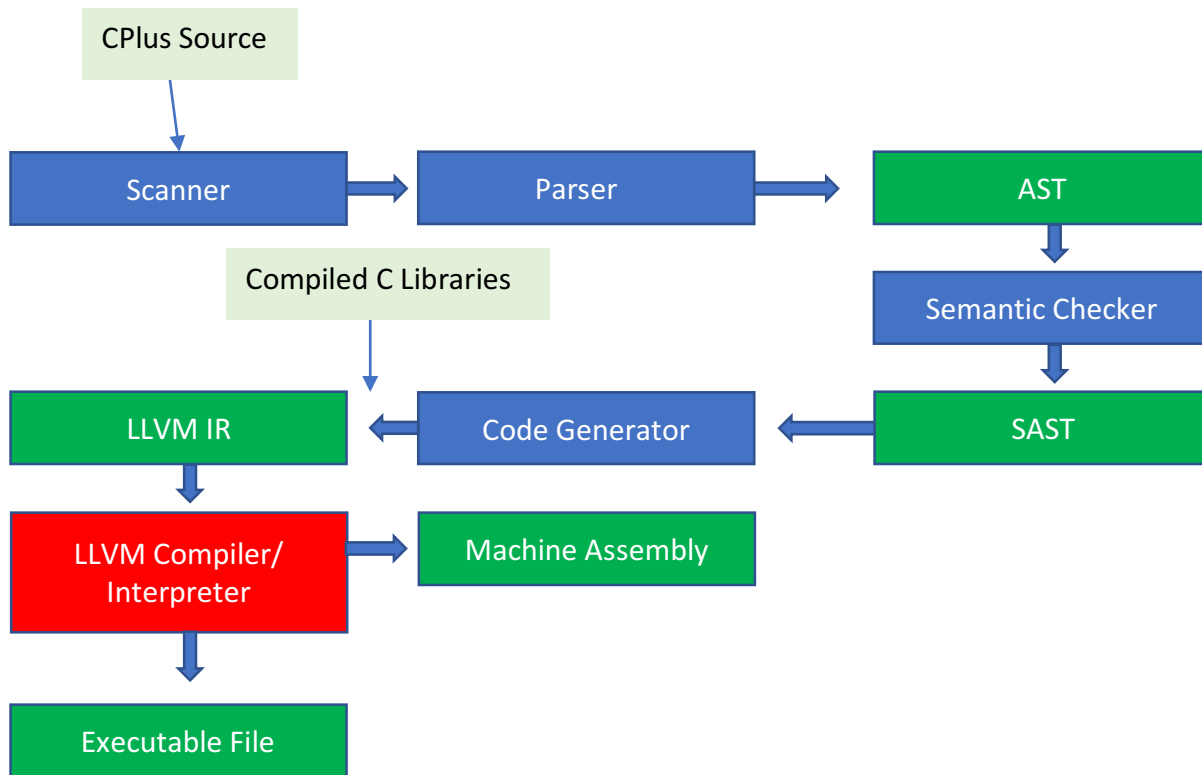 CPlus Source
Scanner
Parser
AST
Compiled C Libraries
Semantic Checker
LLVM IR
Code Generator
SAST
LLVM Compiler/
Interpreter
Machine Assembly
Executable File